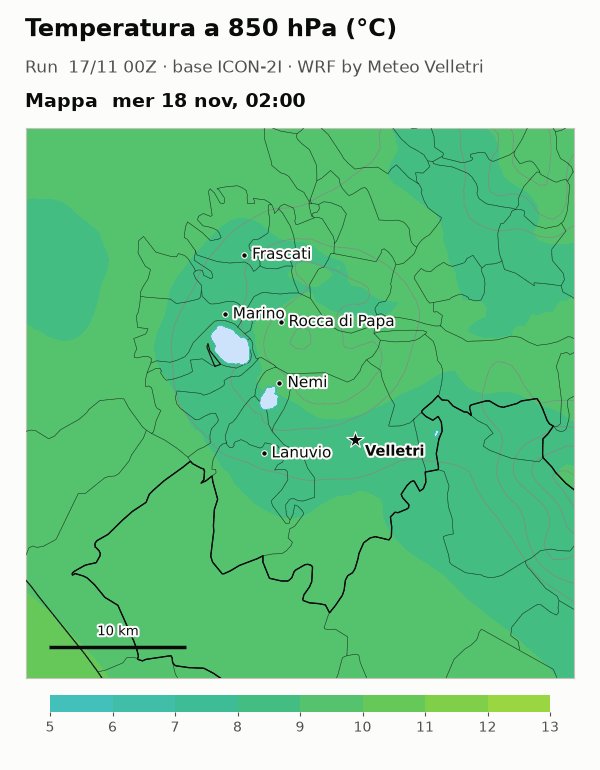 Temperatura a 850 hPa (°C)
Run  17/11 00Z · base ICON-2I · WRF by Meteo Velletri
Mappa  mer 18 nov, 02:00
Frascati
Marino
Rocca di Papa
Nemi
Velletri
Lanuvio
10 km
5 6 7 8 9 10 11 12 13